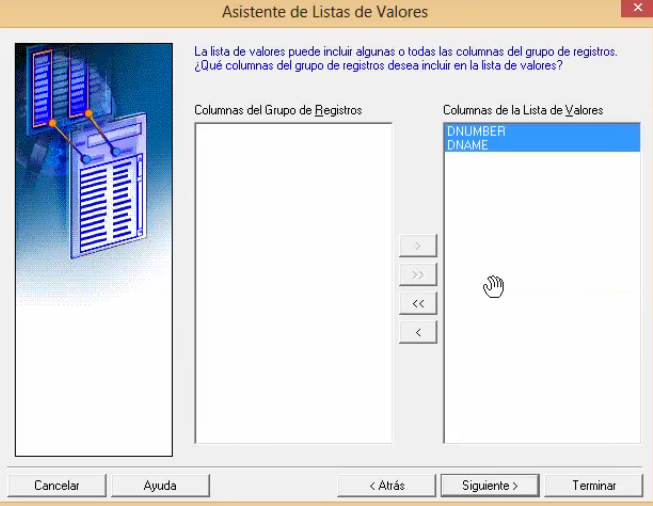 Asistente de Listas de Valores
×
La lista de valores puede incluir algunas o todas las columnas del grupo de registros.
¿Qué columnas del grupo de registros desea incluir en la lista de valores?
Columnas del Grupo de Registros
Columnas de la Lista de Valores
DNUMBER
DNAME
>
>>
<<
<
Cancelar
Ayuda
< Atrás
Siguiente >
Terminar